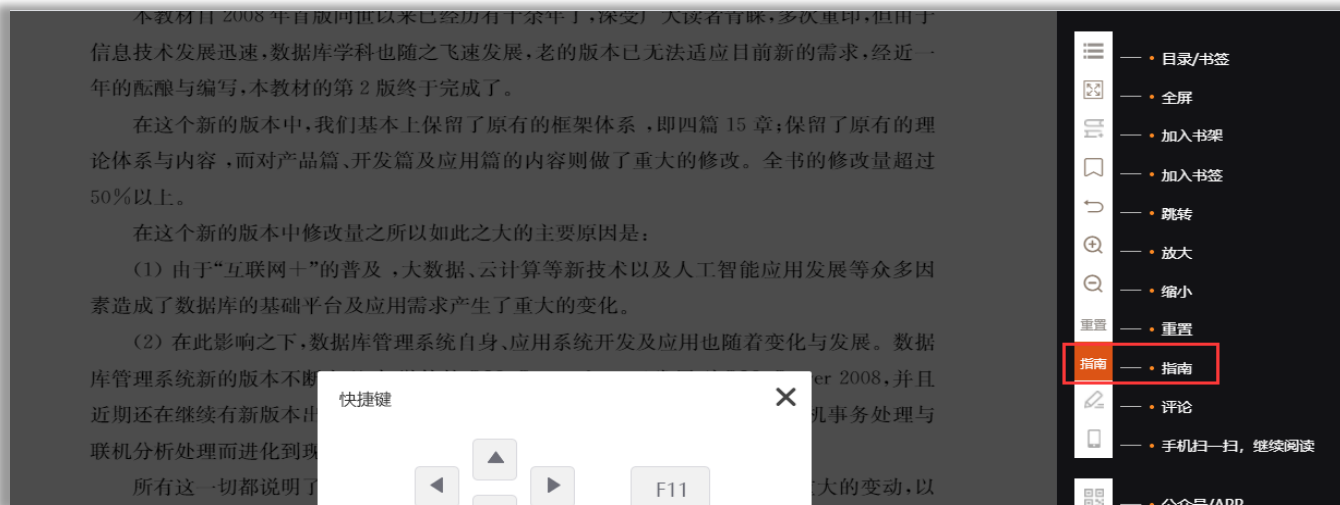 本教材自 2008 年首版问世以来已经历有十余年了,深受广大读者青睐,多次重印,但由于
信息技术发展迅速,数据库学科也随之飞速发展,老的版本已无法适应目前新的需求,经近一
年的酝酿与编写,本教材的第 2 版终于完成了。
在这个新的版本中,我们基本上保留了原有的框架体系 ,即四篇 15 章;保留了原有的理
论体系与内容 ,而对产品篇、开发篇及应用篇的内容则做了重大的修改。全书的修改量超过
50%以上。
在这个新的版本中修改量之所以如此之大的主要原因是:
(1) 由于“互联网+”的普及 ,大数据、云计算等新技术以及人工智能应用发展等众多因
素造成了数据库的基础平台及应用需求产生了重大的变化。
(2) 在此影响之下,数据库管理系统自身、应用系统开发及应用也随着变化与发展。数据
库管理系统新的版本不断
er 2008,并且
近期还在继续有新版本出
机事务处理与
联机分析处理而进化到现
所有这一切都说明了
大的变动,以
快捷键
F11
目录/书签
全屏
加入书架
加入书签
跳转
放大
缩小
重置 重置
指南 指南
评论
手机扫一扫，继续阅读
公众号/APP